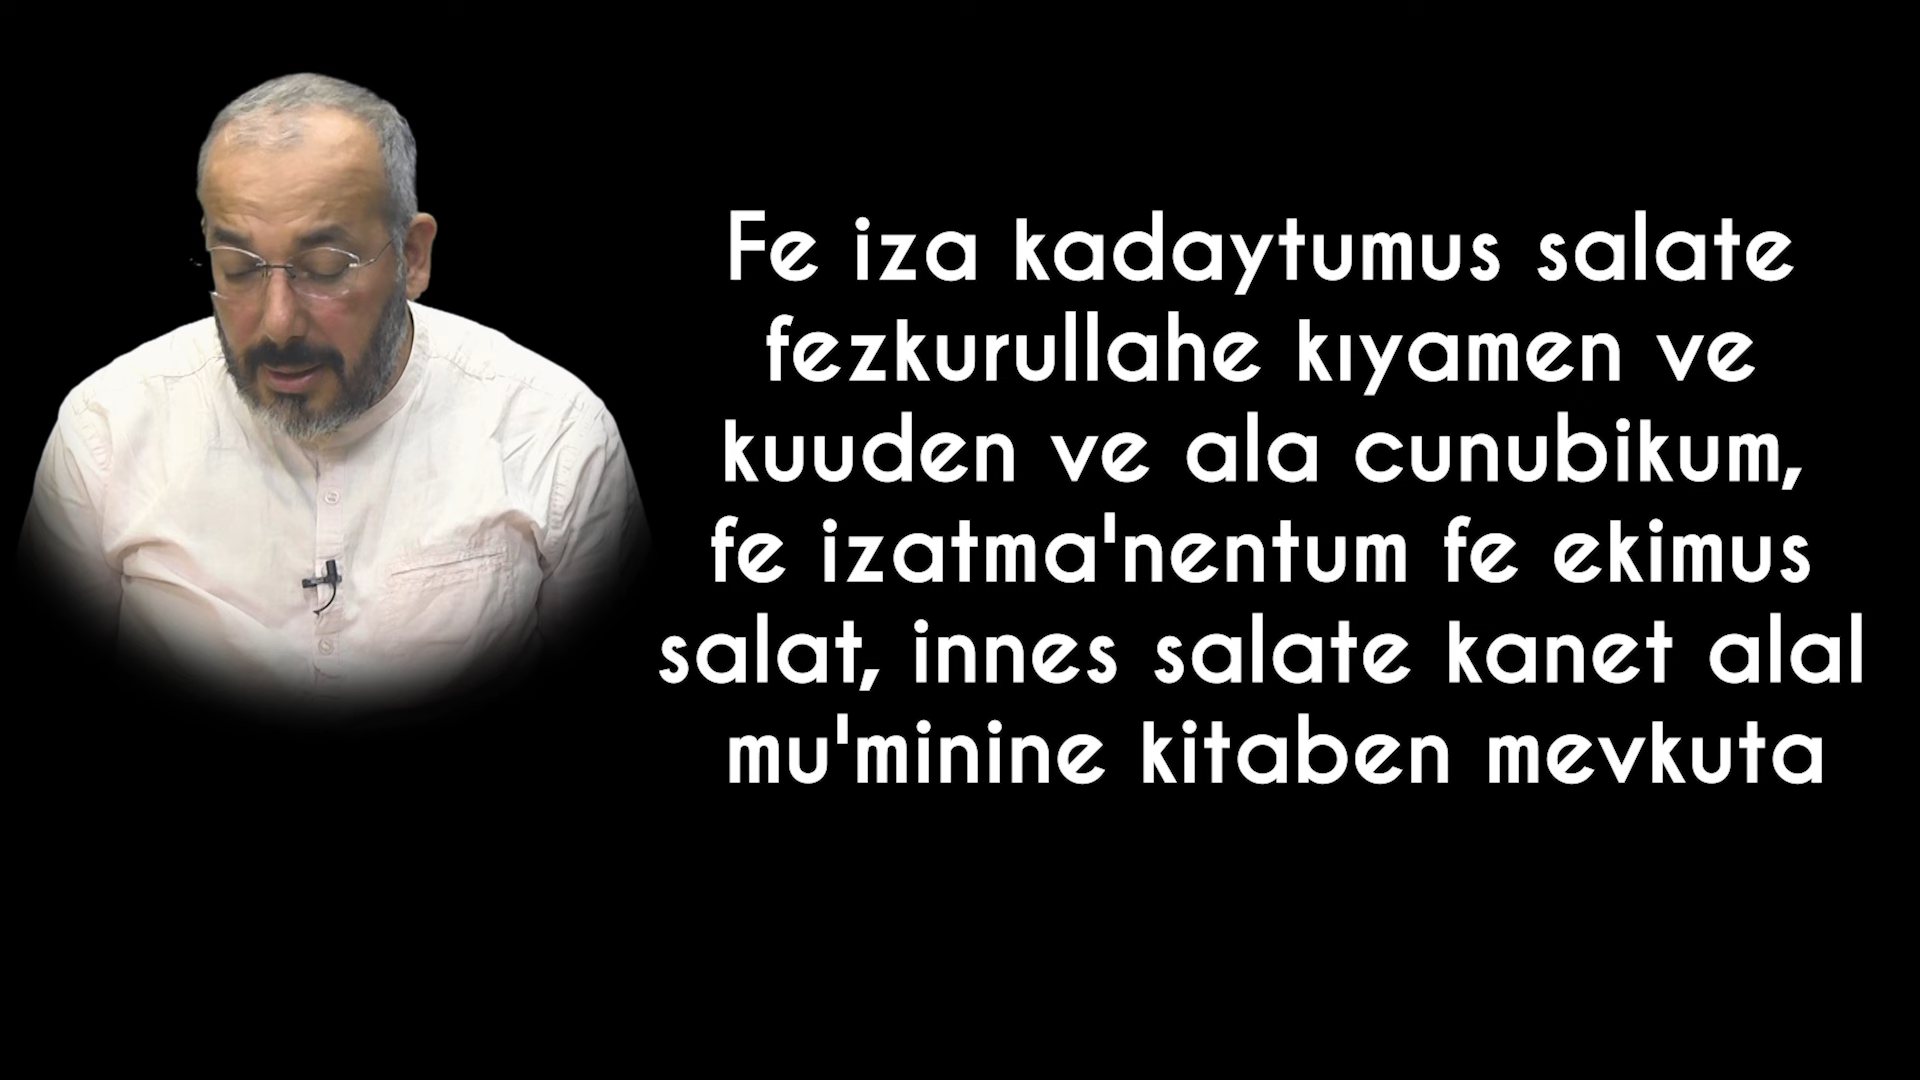 Fe iza kadaytumus salate
fezkurullahe kıyamen ve
kuuden ve ala cunubikum,
fe izatma'nentum fe ekimus
salat, innes salate kanet alal
mu'minine kitaben mevkuta